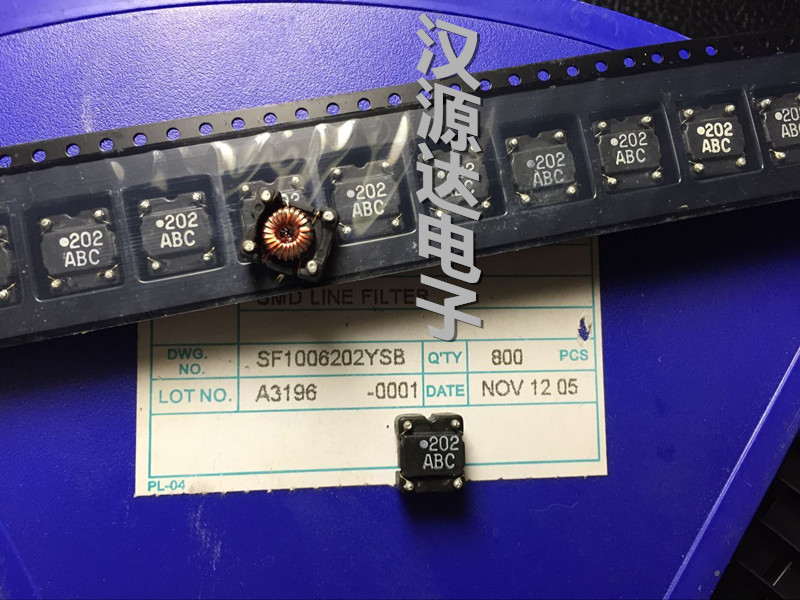 202
ABC
202
ABC
202
ABC
202
ABC
202
ABC
202
ABC
汉源达电子
SMD LINE FILTER
DWG. NO.
SF1006202YSB
Q'TY
800
PCS
LOT NO.
A3196 -0001
DATE
NOV 12 05
202
ABC
PL-04